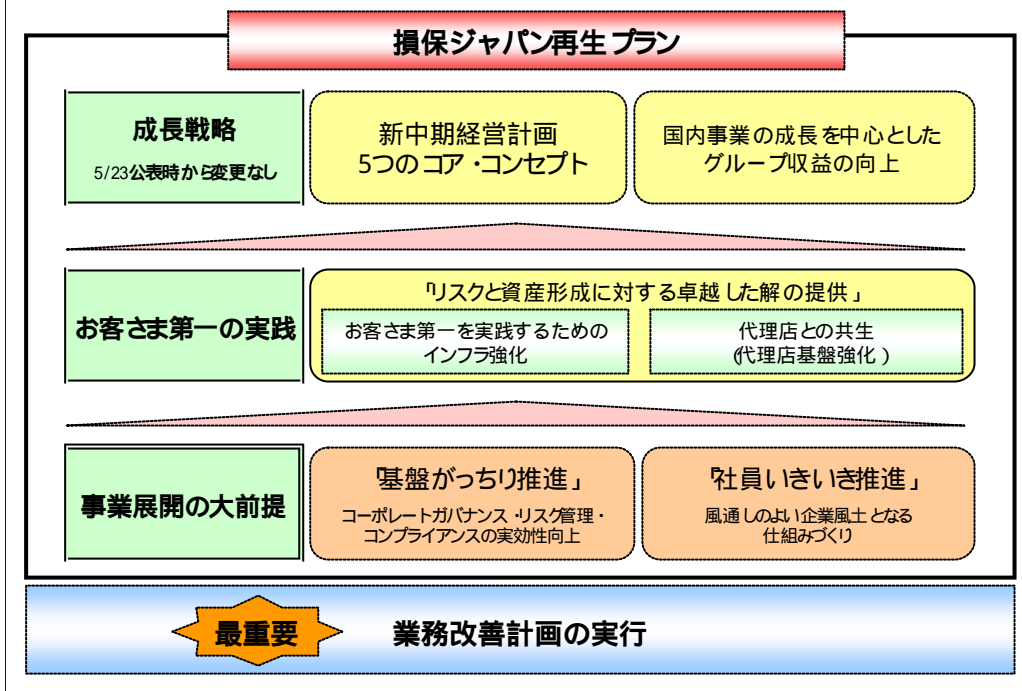 損保ジャパン再生プラン
成長戦略
5/23公表時から変更なし
新中期経営計画
5つのコア・コンセプト
国内事業の成長を中心とした
グループ収益の向上
お客さま第一の実践
「リスクと資産形成に対する卓越した解の提供」
お客さま第一を実践するための
インフラ強化
代理店との共生
(代理店基盤強化)
事業展開の大前提
「基盤がっちり推進」
コーポレートガバナンス・リスク管理・
コンプライアンスの実効性向上
「社員いきいき推進」
風通しのよい企業風土となる
仕組みづくり
最重要
業務改善計画の実行